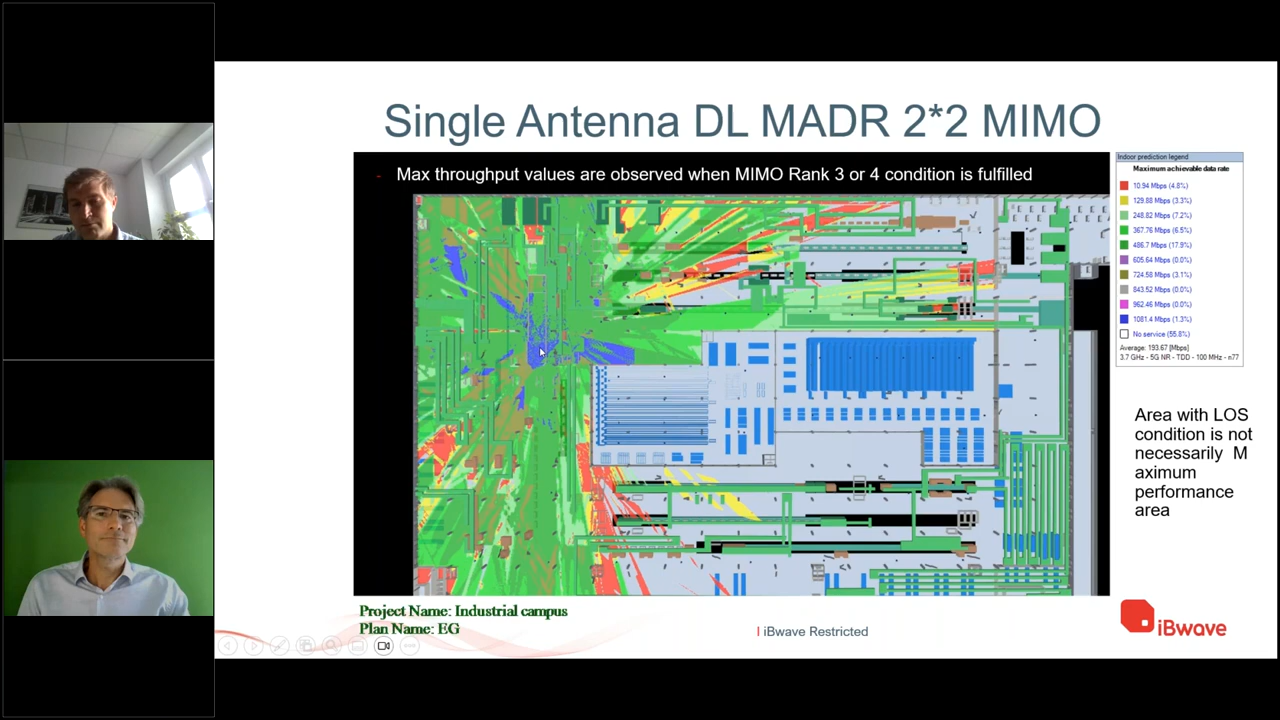 Single Antenna DL MADR 2*2 MIMO
- Max throughput values are observed when MIMO Rank 3 or 4 condition is fulfilled
Indoor prediction legend
Maximum achievable data rate
10.94 Mbps (4.8%)
129.88 Mbps (3.3%)
248.82 Mbps (7.2%)
367.76 Mbps (6.5%)
486.7 Mbps (17.9%)
605.64 Mbps (0.0%)
724.58 Mbps (3.1%)
843.52 Mbps (0.0%)
962.46 Mbps (0.0%)
1081.4 Mbps (1.3%)
No service (55.8%)
Average: 193.67 [Mbps]
3.7 GHz - 5G NR - TDD - 100 MHz - n77
Area with LOS
condition is not
necessarily M
aximum
performance
area
Project Name: Industrial campus
Plan Name: EG
| iBwave Restricted
iBwave